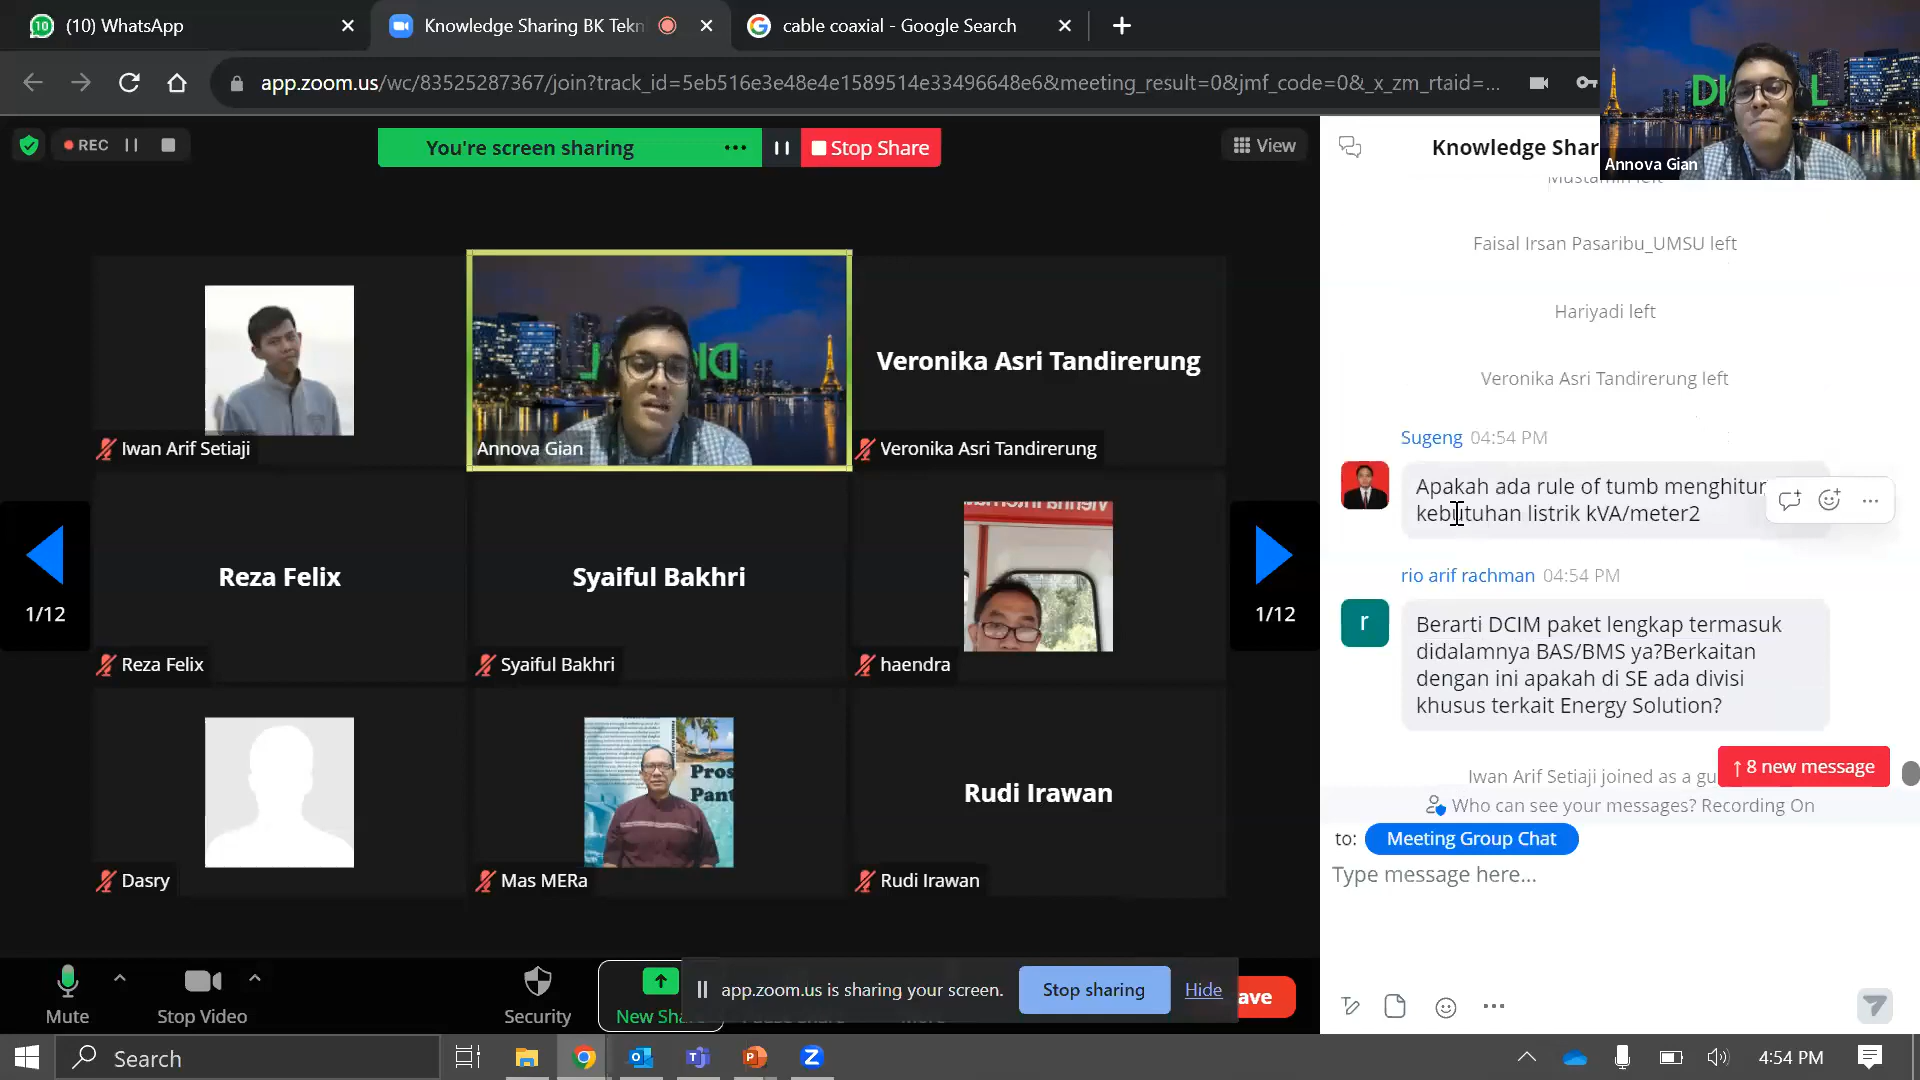 (10) WhatsApp
Knowledge Sharing BK Tekn
cable coaxial - Google Search
app.zoom.us/wc/83525287367/join?track_id=5eb516e3e48e4e1589514e33496648e6&meeting_result=0&jmf_code=0&_x_zm_rtaid=...
Annova Gian
REC
You're screen sharing
Stop Share
View
Knowledge Shar
Mustamin left
Faisal Irsan Pasaribu_UMSU left
Hariyadi left
Veronika Asri Tandirerung left
Sugeng 04:54 PM
Apakah ada rule of tumb menghitun
kebutuhan listrik kVA/meter2
rio arif rachman 04:54 PM
r
Berarti DCIM paket lengkap termasuk
didalamnya BAS/BMS ya?Berkaitan
dengan ini apakah di SE ada divisi
khusus terkait Energy Solution?
Iwan Arif Setiaji joined as a gu
↑ 8 new message
Who can see your messages? Recording On
to: Meeting Group Chat
Type message here...
Iwan Arif Setiaji
Annova Gian
Veronika Asri Tandirerung
Veronika Asri Tandirerung
1/12
Reza Felix
Reza Felix
Syaiful Bakhri
Syaiful Bakhri
haendra
1/12
Dasry
Pros
Pant
Mas MERa
Rudi Irawan
Rudi Irawan
Mute
Stop Video
Security
New Sha
app.zoom.us is sharing your screen.
Stop sharing
Hide
ave
Search
4:54 PM